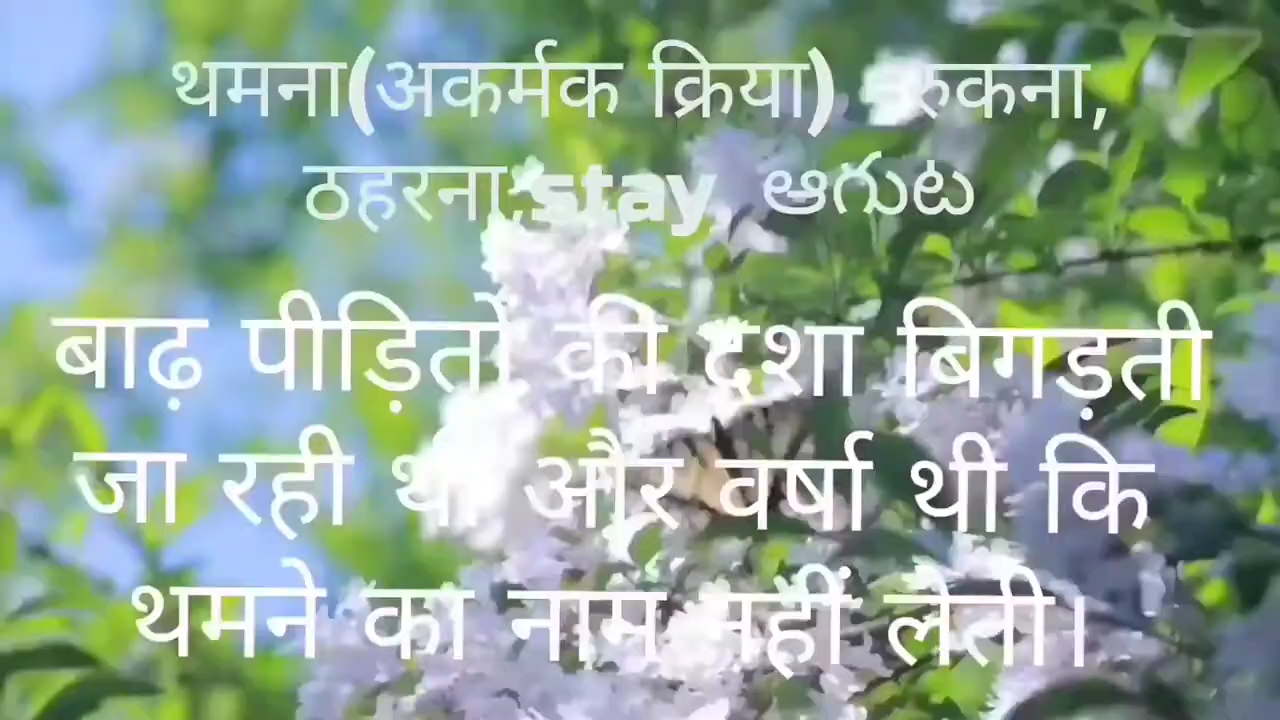 थमना(अकर्मक क्रिया) -रुकना,
ठहरना,stay, ఆగుట
बाढ़ पीड़ितों की दशा बिगड़ती
जा रही थी और वर्षा थी कि
थमने का नाम नहीं लेती।